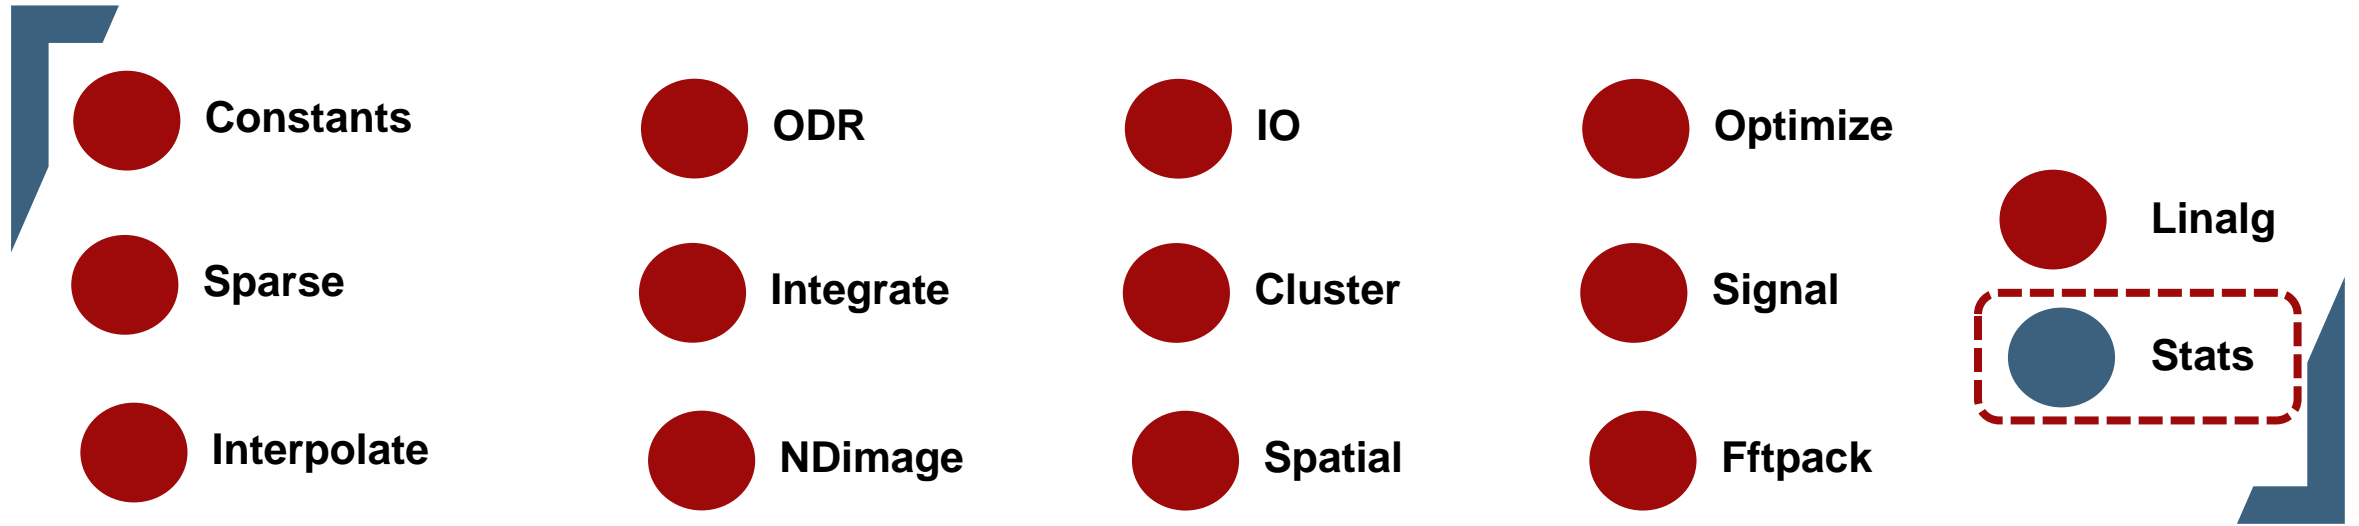 Constants
ODR
IO
Optimize
Linalg
Sparse
Integrate
Cluster
Signal
Stats
Interpolate
NDimage
Spatial
Fftpack